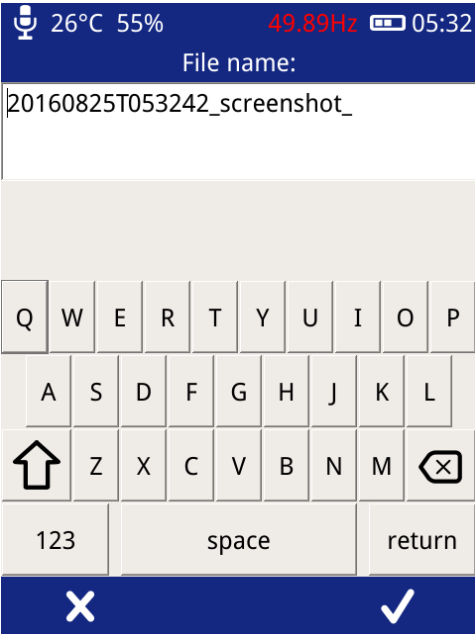 26°C 55% 49.89Hz 05:32
File name:
20160825T053242_screenshot_
Q W E R T Y U I O P
A S D F G H J K L
Z X C V B N M
123 space return